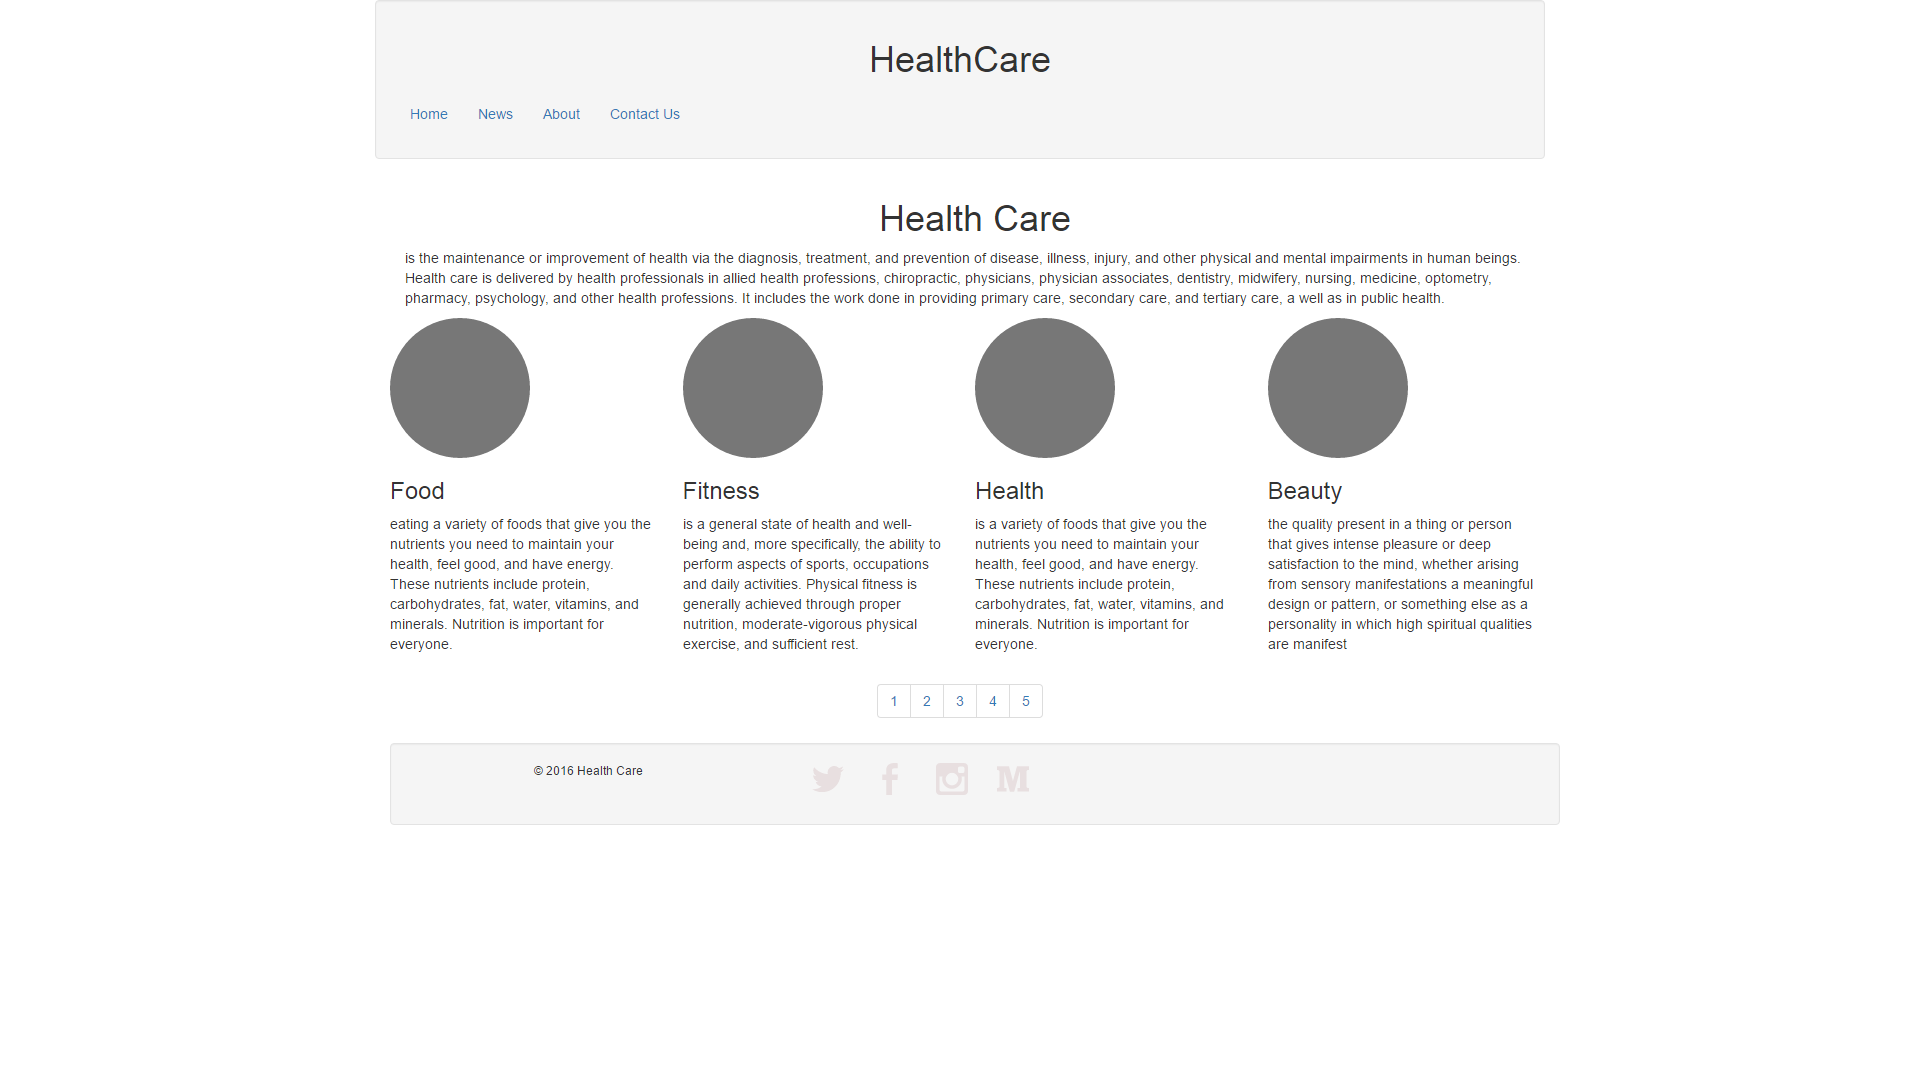 HealthCare
Home News About Contact Us
Health Care
is the maintenance or improvement of health via the diagnosis, treatment, and prevention of disease, illness, injury, and other physical and mental impairments in human beings.
Health care is delivered by health professionals in allied health professions, chiropractic, physicians, physician associates, dentistry, midwifery, nursing, medicine, optometry,
pharmacy, psychology, and other health professions. It includes the work done in providing primary care, secondary care, and tertiary care, a well as in public health.
Food
eating a variety of foods that give you the
nutrients you need to maintain your
health, feel good, and have energy.
These nutrients include protein,
carbohydrates, fat, water, vitamins, and
minerals. Nutrition is important for
everyone.
Fitness
is a general state of health and well-
being and, more specifically, the ability to
perform aspects of sports, occupations
and daily activities. Physical fitness is
generally achieved through proper
nutrition, moderate-vigorous physical
exercise, and sufficient rest.
Health
is a variety of foods that give you the
nutrients you need to maintain your
health, feel good, and have energy.
These nutrients include protein,
carbohydrates, fat, water, vitamins, and
minerals. Nutrition is important for
everyone.
Beauty
the quality present in a thing or person
that gives intense pleasure or deep
satisfaction to the mind, whether arising
from sensory manifestations a meaningful
design or pattern, or something else as a
personality in which high spiritual qualities
are manifest
1 2 3 4 5
© 2016 Health Care